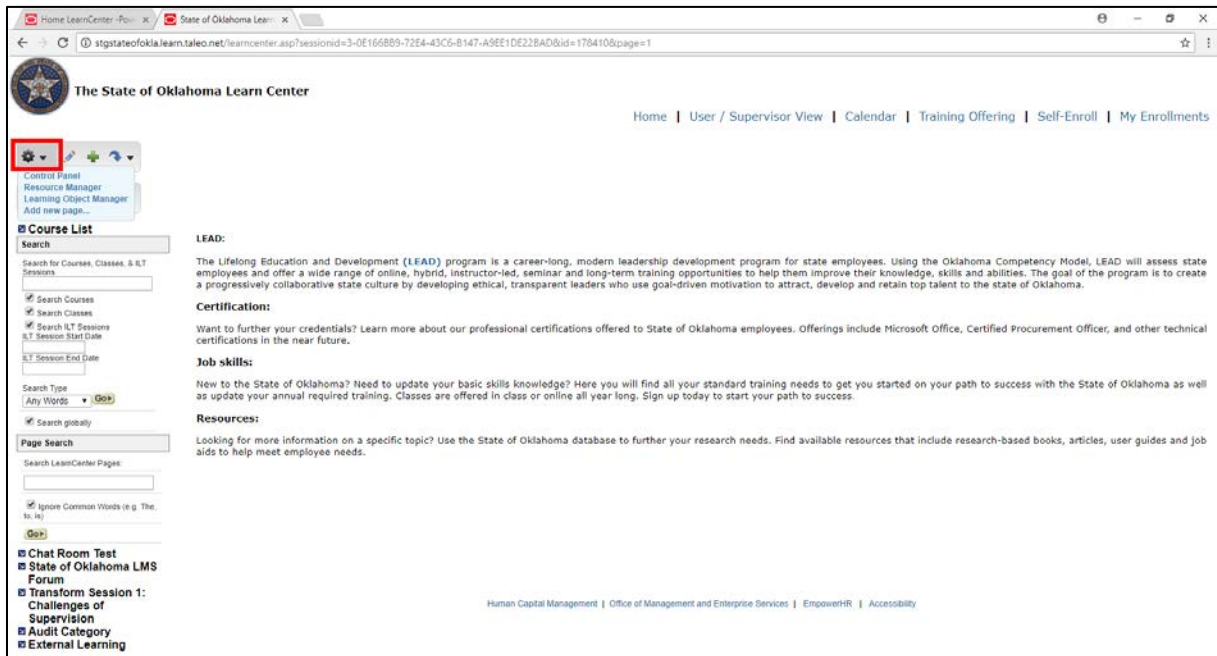 Home LearnCenter -Pow
State of Oklahoma Learn
stgstateofokla.learn.taleo.net/learncenter.asp?sessionid=3-0E166BB9-72E4-43C6-B147-A9EE1DE22BAD&id=178410&page=1
The State of Oklahoma Learn Center
Home | User / Supervisor View | Calendar | Training Offering | Self-Enroll | My Enrollments
Control Panel
Resource Manager
Learning Object Manager
Add new page...
Course List
Search
Search for Courses, Classes, & ILT
Sessions
Search Courses
Search Classes
Search ILT Sessions
ILT Session Start Date
ILT Session End Date
Search Type
Any Words
Go
Search globally
Page Search
Search LearnCenter Pages:
Ignore Common Words (e.g. The,
to, is)
Go
Chat Room Test
State of Oklahoma LMS
Forum
Transform Session 1:
Challenges of
Supervision
Audit Category
External Learning
LEAD:
The Lifelong Education and Development (LEAD) program is a career-long, modern leadership development program for state employees. Using the Oklahoma Competency Model, LEAD will assess state
employees and offer a wide range of online, hybrid, instructor-led, seminar and long-term training opportunities to help them improve their knowledge, skills and abilities. The goal of the program is to create
a progressively collaborative state culture by developing ethical, transparent leaders who use goal-driven motivation to attract, develop and retain top talent to the state of Oklahoma.
Certification:
Want to further your credentials? Learn more about our professional certifications offered to State of Oklahoma employees. Offerings include Microsoft Office, Certified Procurement Officer, and other technical
certifications in the near future.
Job skills:
New to the State of Oklahoma? Need to update your basic skills knowledge? Here you will find all your standard training needs to get you started on your path to success with the State of Oklahoma as well
as update your annual required training. Classes are offered in class or online all year long. Sign up today to start your path to success.
Resources:
Looking for more information on a specific topic? Use the State of Oklahoma database to further your research needs. Find available resources that include research-based books, articles, user guides and job
aids to help meet employee needs.
Human Capital Management | Office of Management and Enterprise Services | EmpowerHR | Accessibility